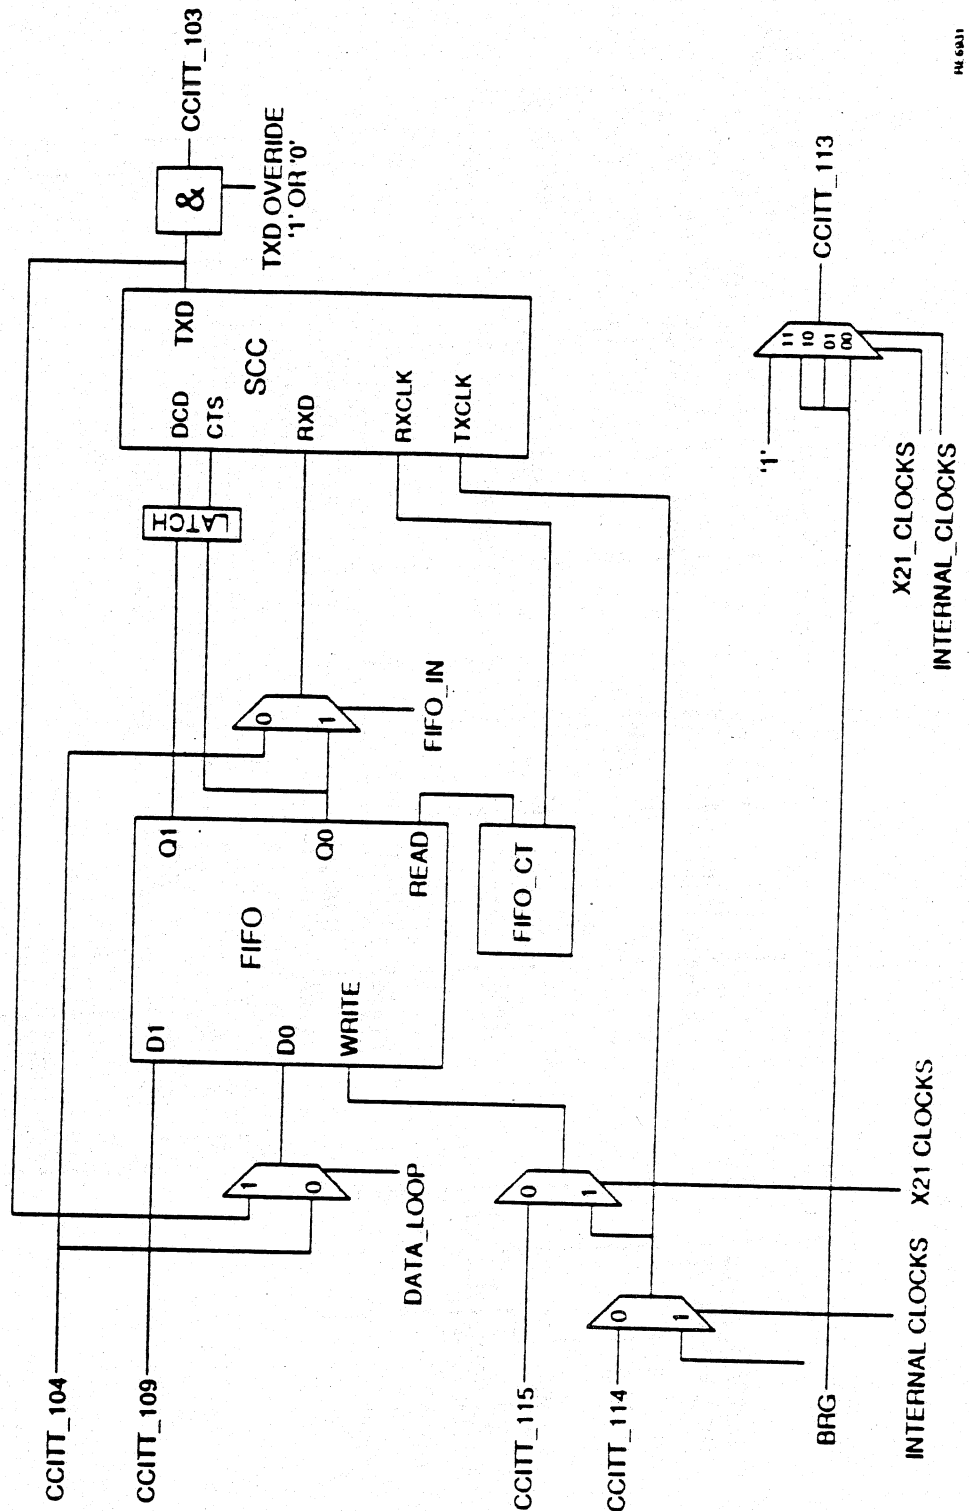 CCITT_104
CCITT_109
CCITT_115
CCITT_114
BRG
INTERNAL CLOCKS
X21 CLOCKS
DATA_LOOP
1
0
0
1
0
1
D1
D0
WRITE
FIFO
Q1
Q0
READ
FIFO_CT
0
1
FIFO_IN
LATCH
DCD
CTS
RXD
RXCLK
TXCLK
SCC
TXD
&
CCITT_103
TXD OVERRIDE
'1' OR '0'
'1'
11
10
01
00
CCITT_113
X21_CLOCKS
INTERNAL_CLOCKS